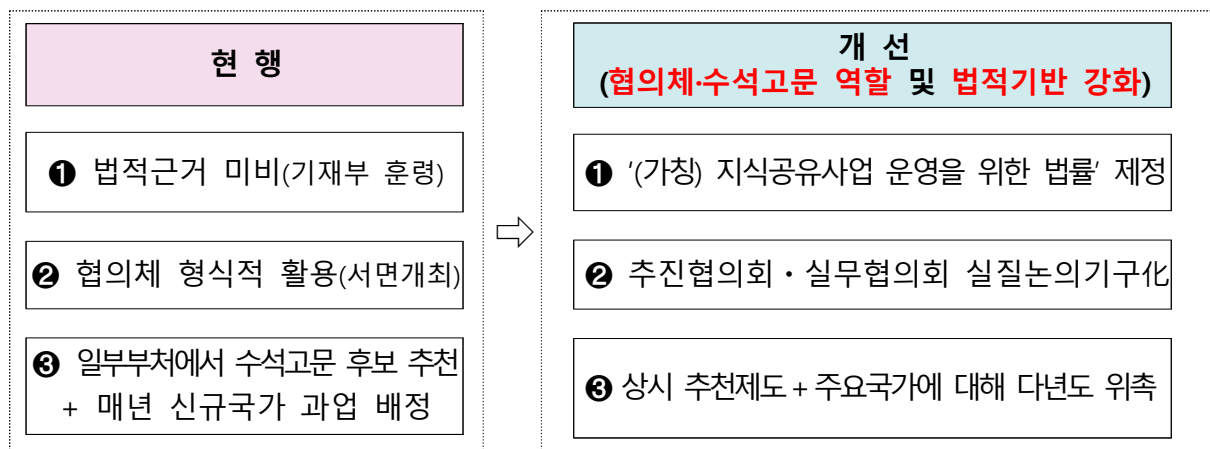 현 행
❶ 법적근거 미비(기재부 훈령)
❷ 협의체 형식적 활용(서면개최)
❸ 일부부처에서 수석고문 후보 추천
+ 매년 신규국가 과업 배정
⇨
개 선
(협의체·수석고문 역할 및 법적기반 강화)
❶ '(가칭) 지식공유사업 운영을 위한 법률' 제정
❷ 추진협의회·실무협의회 실질논의기구化
❸ 상시 추천제도 + 주요국가에 대해 다년도 위촉